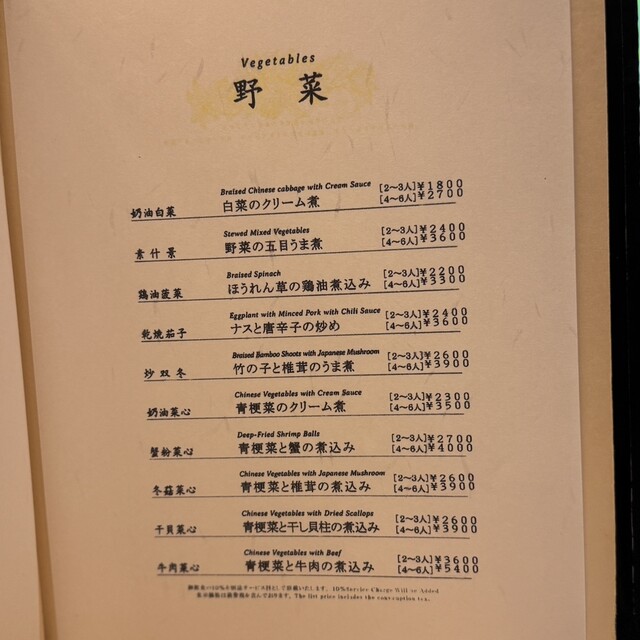 Vegetables
野菜
Braised Chinese cabbage with Cream Sauce
奶油白菜 白菜のクリーム煮 [2〜3人]¥1800
[4〜6人]¥2700
Stewed Mixed Vegetables
素什景 野菜の五目うま煮 [2〜3人]¥2400
[4〜6人]¥3600
Braised Spinach
鶏油菠菜 ほうれん草の鶏油煮込み [2〜3人]¥2200
[4〜6人]¥3300
Eggplant with Minced Pork with Chili Sauce
乾焼茄子 ナスと唐辛子の炒め [2〜3人]¥2400
[4〜6人]¥3600
Braised Bamboo Shoots with Japanese Mushroom
炒双冬 竹の子と椎茸のうま煮 [2〜3人]¥2600
[4〜6人]¥3900
Chinese Vegetables with Cream Sauce
奶油菜心 青梗菜のクリーム煮 [2〜3人]¥2300
[4〜6人]¥3500
Deep-Fried Shrimp Balls
蟹粉菜心 青梗菜と蟹の煮込み [2〜3人]¥2700
[4〜6人]¥4000
Chinese Vegetables with Japanese Mushroom
冬菇菜心 青梗菜と椎茸の煮込み [2〜3人]¥2600
[4〜6人]¥3900
Chinese Vegetables with Dried Scallops
干貝菜心 青梗菜と干し貝柱の煮込み [2〜3人]¥2600
[4〜6人]¥3900
Chinese Vegetables with Beef
牛肉菜心 青梗菜と牛肉の煮込み [2〜3人]¥3600
[4〜6人]¥5400
10%Service Charge Will be Added
The list price includes the consumption tax.